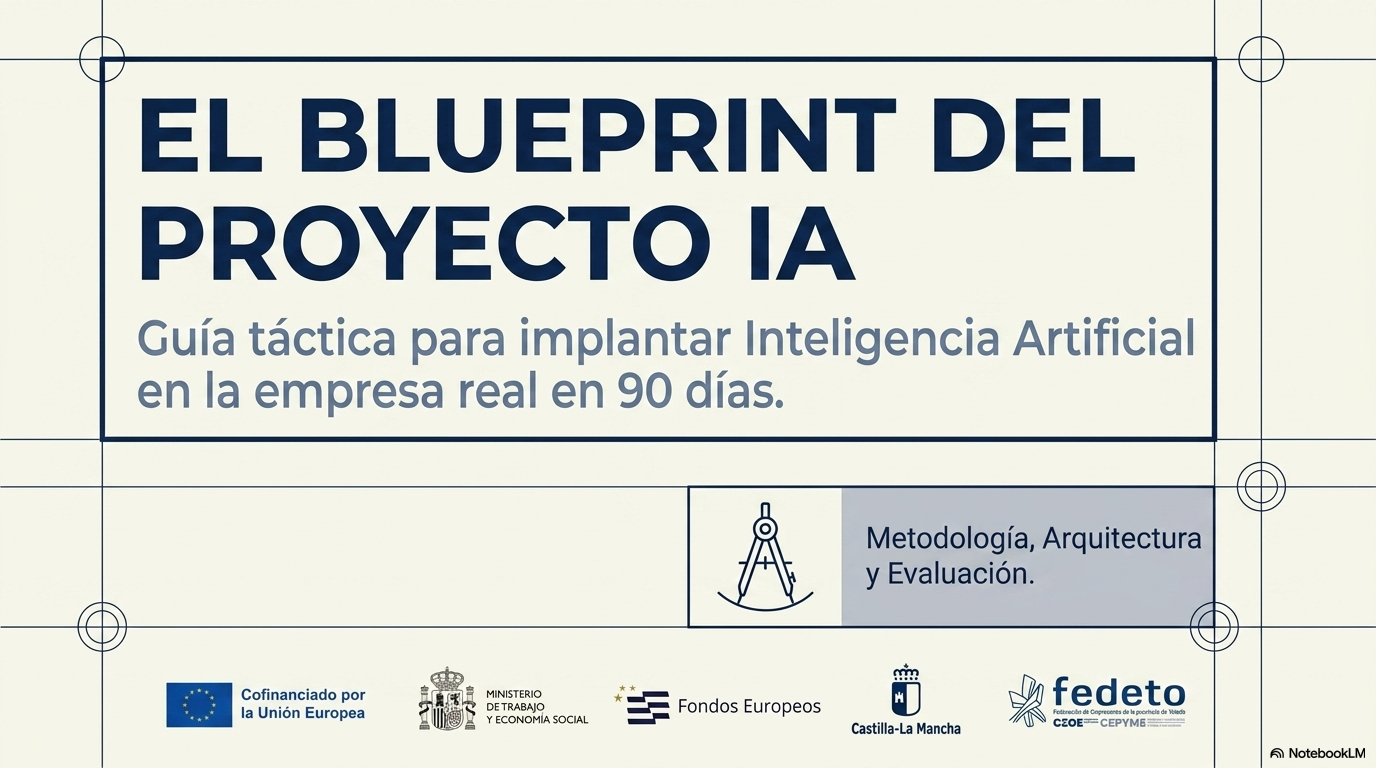 EL BLUEPRINT DEL
PROYECTO IA
Guía táctica para implantar Inteligencia Artificial
en la empresa real en 90 días.
Metodología, Arquitectura
y Evaluación.
Cofinanciado por
la Unión Europea
MINISTERIO
DE TRABAJO
Y ECONOMÍA SOCIAL
Fondos Europeos
Castilla-La Mancha
fedeto
CEOE CEPYME
NotebookLM